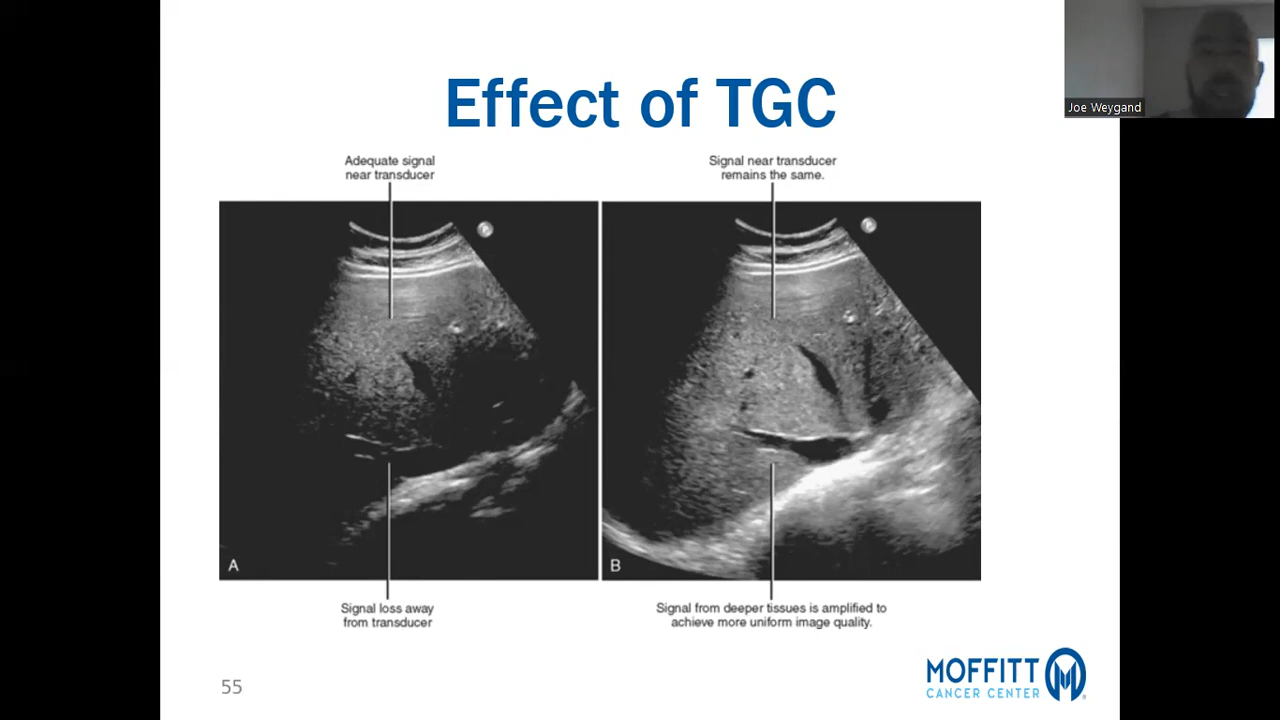 Joe Weygand
Effect of TGC
Adequate signal
near transducer
Signal near transducer
remains the same.
A
B
Signal loss away
from transducer
Signal from deeper tissues is amplified to
achieve more uniform image quality.
55
MOFFITT
CANCER CENTER